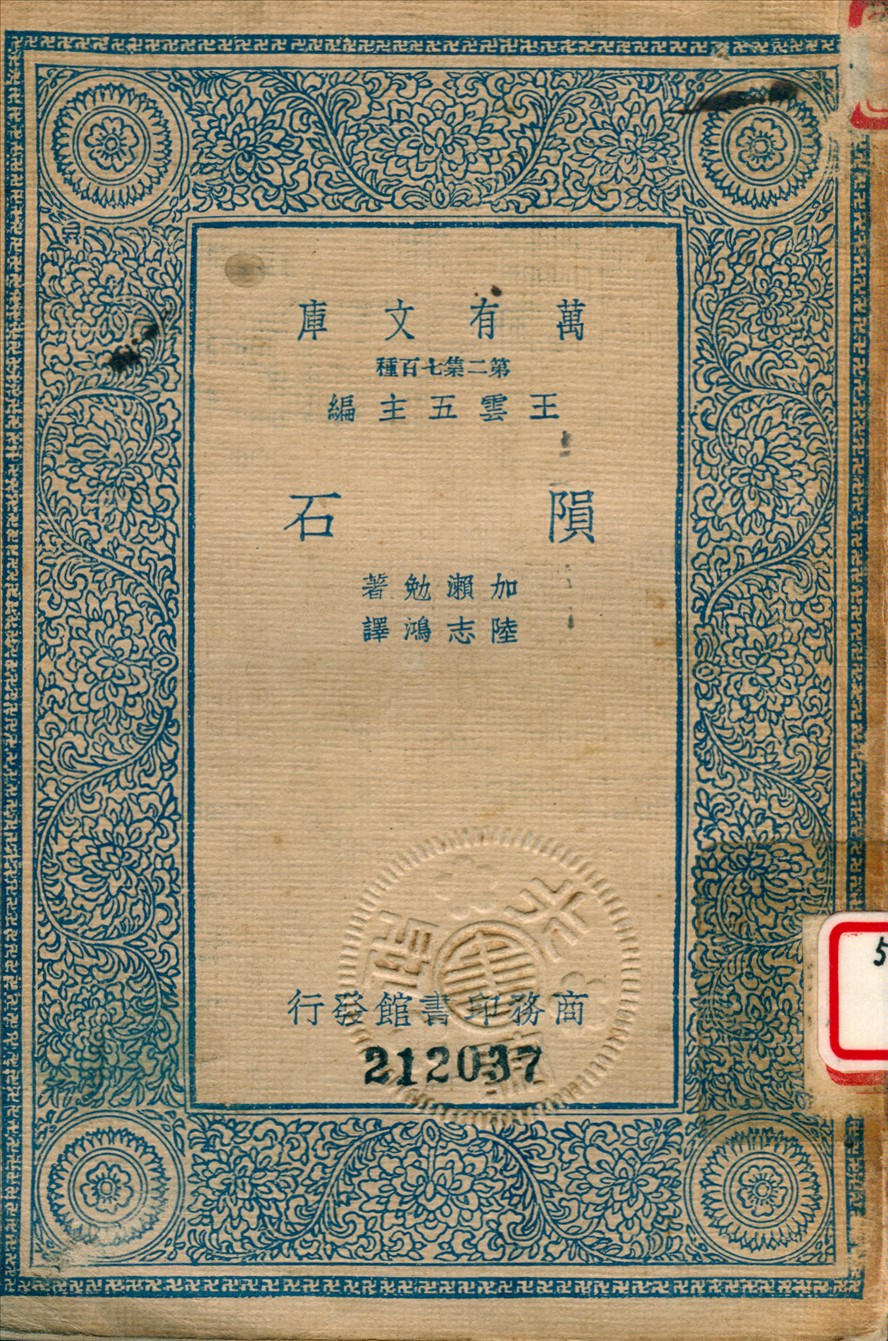 萬有文庫
第二集七百種
王雲五主編
隕石
加瀨勉著
陸志鴻譯
商務印書館發行
212037
5